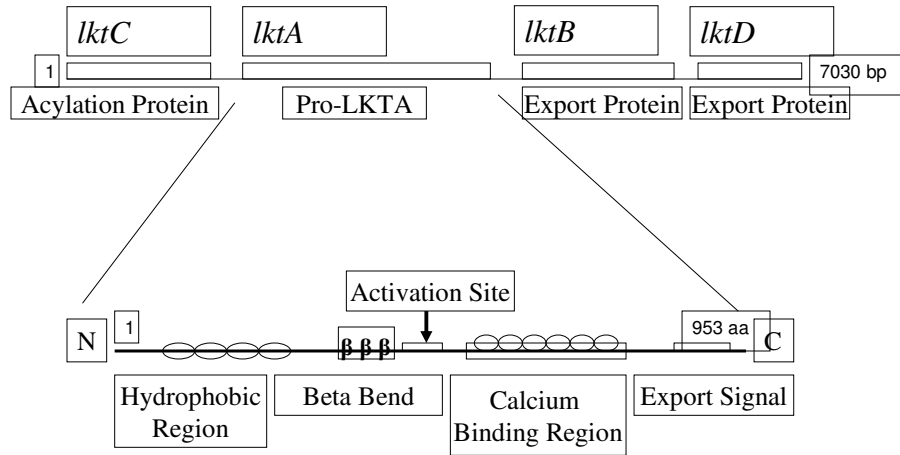 lktC lktA lktB lktD
1 7030 bp
Acylation Protein Pro-LKTA Export Protein Export Protein
Activation Site
N 1 953 aa C
β β β
Hydrophobic Region
Beta Bend
Calcium Binding Region
Export Signal